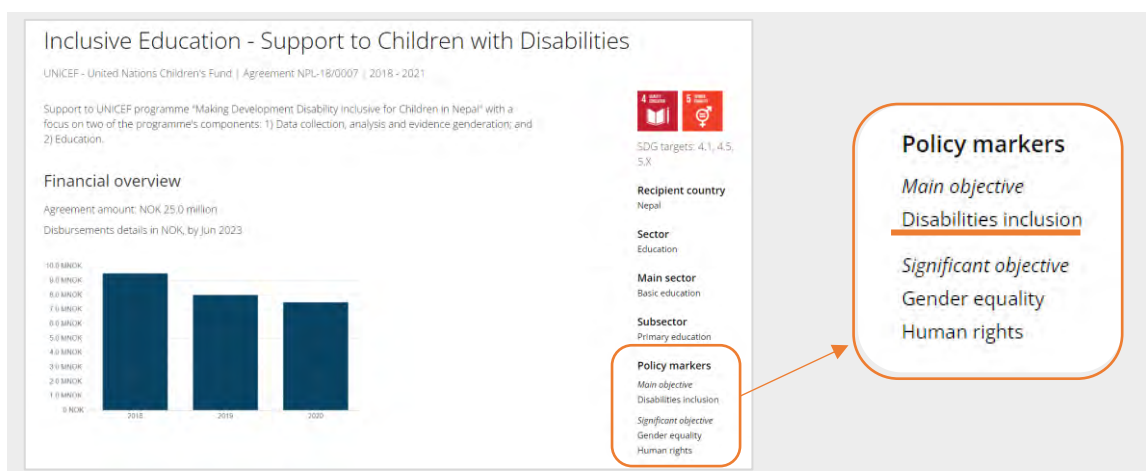 Inclusive Education - Support to Children with Disabilities
UNICEF - United Nations Children's Fund | Agreement NPL-18/0007 | 2018 - 2021
Support to UNICEF programme "Making Development Disability Inclusive for Children in Nepal" with a
focus on two of the programme's components: 1) Data collection, analysis and evidence genderation; and
2) Education.
Financial overview
Agreement amount: NOK 25.0 million
Disbursements details in NOK, by Jun 2023
10.0 MNOK
9.0 MNOK
8.0 MNOK
7.0 MNOK
6.0 MNOK
5.0 MNOK
4.0 MNOK
3.0 MNOK
2.0 MNOK
1.0 MNOK
0 NOK
2018
2019
2020
4 QUALITY EDUCATION
5 GENDER EQUALITY
SDG targets: 4.1, 4.5,
5.X
Recipient country
Nepal
Sector
Education
Main sector
Basic education
Subsector
Primary education
Policy markers
Main objective
Disabilities inclusion
Significant objective
Gender equality
Human rights
Policy markers
Main objective
Disabilities inclusion
Significant objective
Gender equality
Human rights